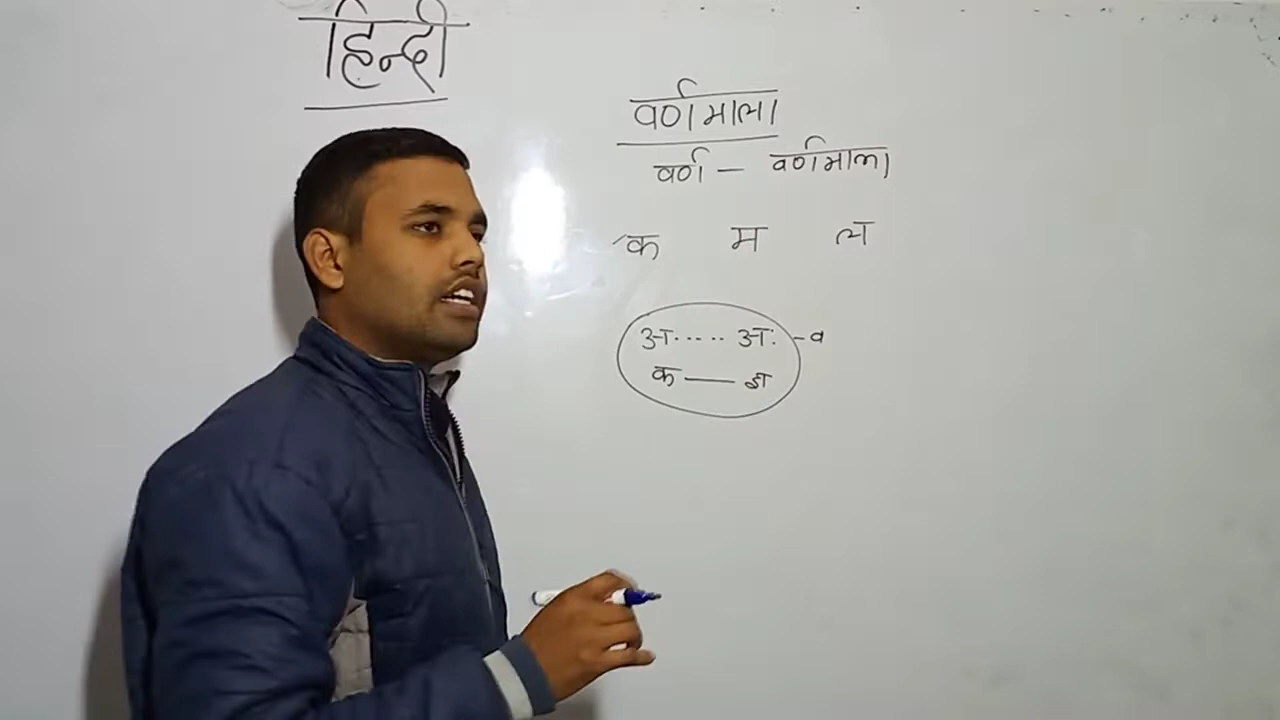 हिन्दी
वर्णमाला
वर्ण — वर्णमाला
क म ल
अ..... अः - व
क —— ज्ञ